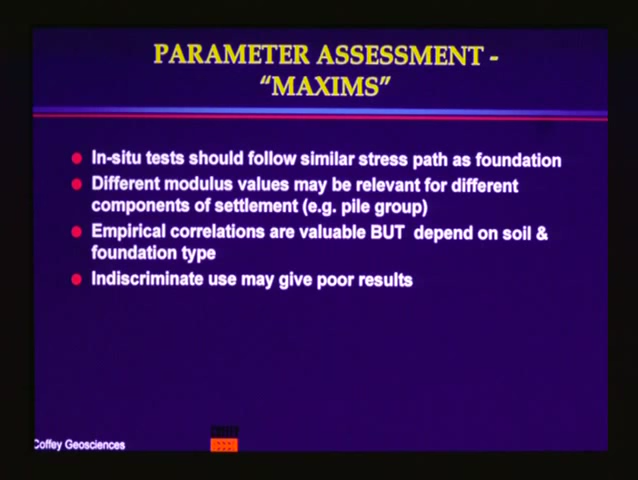 PARAMETER ASSESSMENT -
“MAXIMS”
In-situ tests should follow similar stress path as foundation
Different modulus values may be relevant for different
components of settlement (e.g. pile group)
Empirical correlations are valuable BUT depend on soil &
foundation type
Indiscriminate use may give poor results
Coffey Geosciences